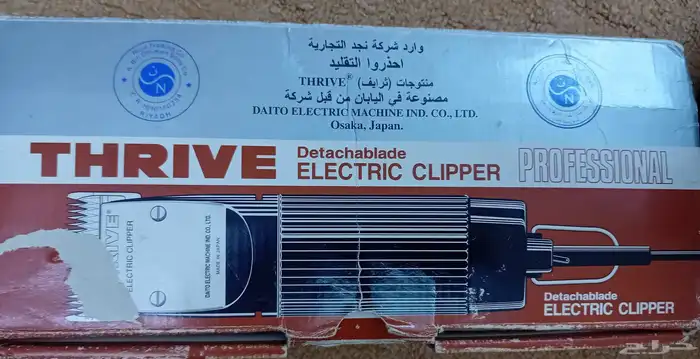 وارد شركة نجد التجارية
احذروا التقليد
منتوجات (ثرايف) THRIVE®
مصنوعة في اليابان من قبل شركة
DAITO ELECTRIC MACHINE IND. CO., LTD.
Osaka, Japan.
RIYADH
THRIVE
Detachablade
ELECTRIC CLIPPER
PROFESSIONAL
THRIVE®
ELECTRIC CLIPPER
DAITO ELECTRIC MACHINE IND. CO., LTD.
MADE IN JAPAN
Detachablade
ELECTRIC CLIPPER
حراج